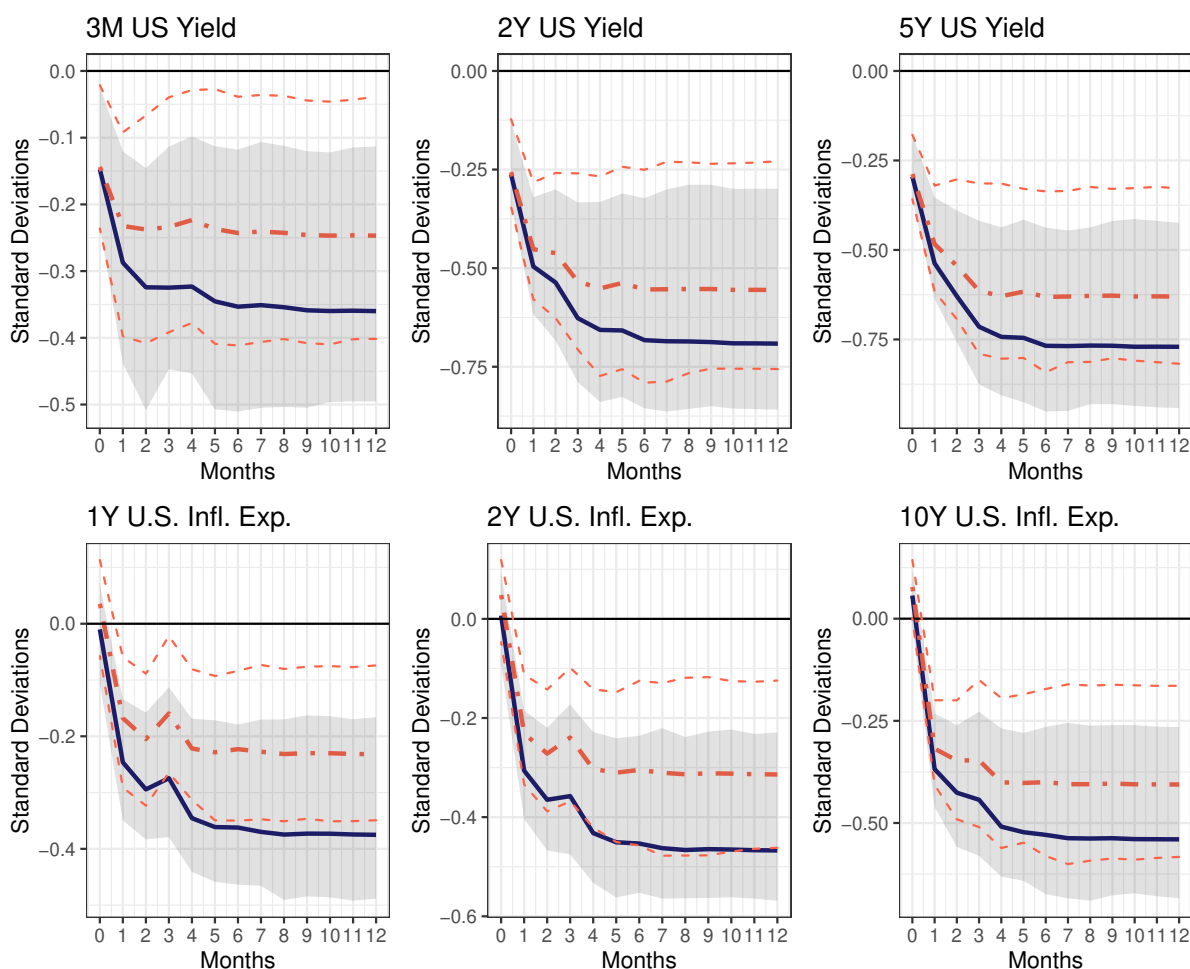 3M US Yield
2Y US Yield
5Y US Yield
Standard Deviations
0.0
−0.1
−0.2
−0.3
−0.4
−0.5
0 1 2 3 4 5 6 7 8 9 10 11 12
Months
Standard Deviations
0.00
−0.25
−0.50
−0.75
0 1 2 3 4 5 6 7 8 9 10 11 12
Months
Standard Deviations
0.00
−0.25
−0.50
−0.75
0 1 2 3 4 5 6 7 8 9 10 11 12
Months
1Y U.S. Infl. Exp.
2Y U.S. Infl. Exp.
10Y U.S. Infl. Exp.
Standard Deviations
0.0
−0.2
−0.4
0 1 2 3 4 5 6 7 8 9 10 11 12
Months
Standard Deviations
0.0
−0.2
−0.4
−0.6
0 1 2 3 4 5 6 7 8 9 10 11 12
Months
Standard Deviations
0.00
−0.25
−0.50
0 1 2 3 4 5 6 7 8 9 10 11 12
Months